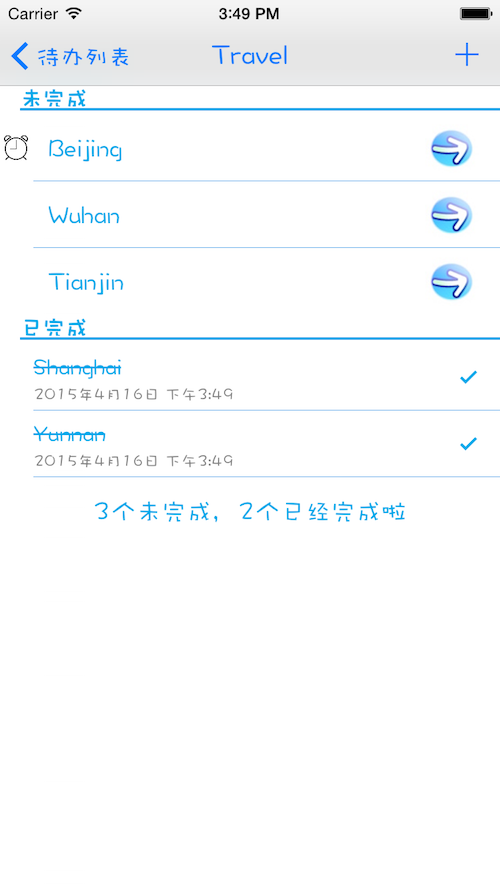 Carrier 3:49 PM
待办列表 Travel
未完成
Beijing
Wuhan
Tianjin
已完成
Shanghai
2015年4月16日 下午3:49
Yunnan
2015年4月16日 下午3:49
3个未完成，2个已经完成啦